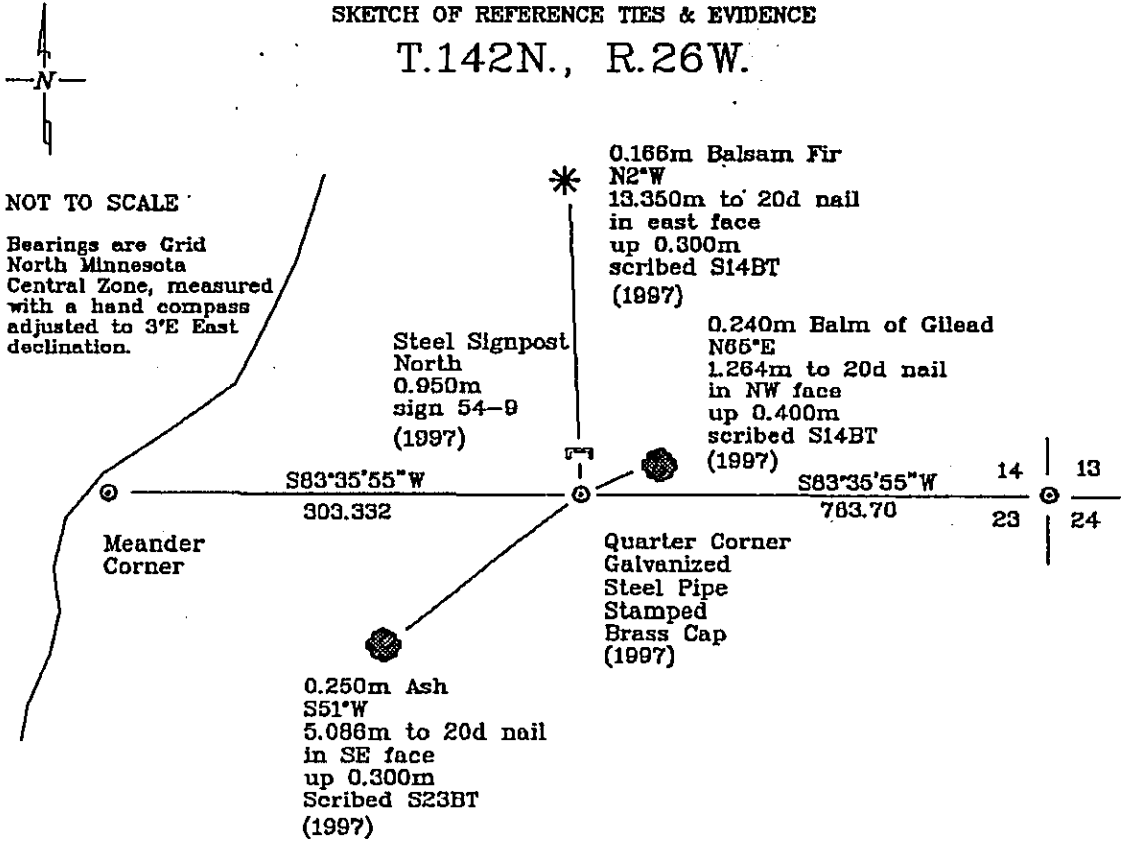 SKETCH OF REFERENCE TIES & EVIDENCE
T.142N., R.26W.
N
NOT TO SCALE
Bearings are Grid
North Minnesota
Central Zone, measured
with a hand compass
adjusted to 3°E East
declination.
0.166m Balsam Fir
N2°W
13.350m to 20d nail
in east face
up 0.300m
scribed S14BT
(1997)
Steel Signpost
North
0.950m
sign 54-9
(1997)
0.240m Balm of Gilead
N65°E
1.264m to 20d nail
in NW face
up 0.400m
scribed S14BT
(1997)
S83°35'55"W
303.332
S83°35'55"W
763.70
14 13
23 24
Meander
Corner
Quarter Corner
Galvanized
Steel Pipe
Stamped
Brass Cap
(1997)
0.250m Ash
S51°W
5.086m to 20d nail
in SE face
up 0.300m
Scribed S23BT
(1997)